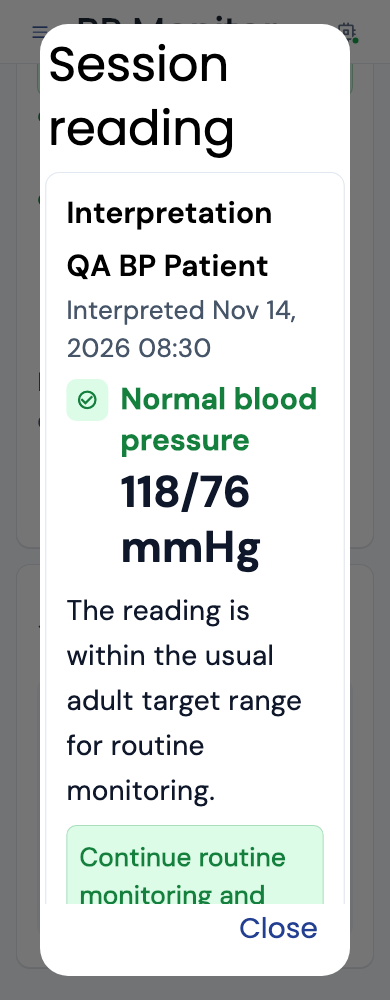 Session
reading
Interpretation
QA BP Patient
Interpreted Nov 14,
2026 08:30
Normal blood
pressure
118/76
mmHg
The reading is
within the usual
adult target range
for routine
monitoring.
Continue routine
monitoring and
Close